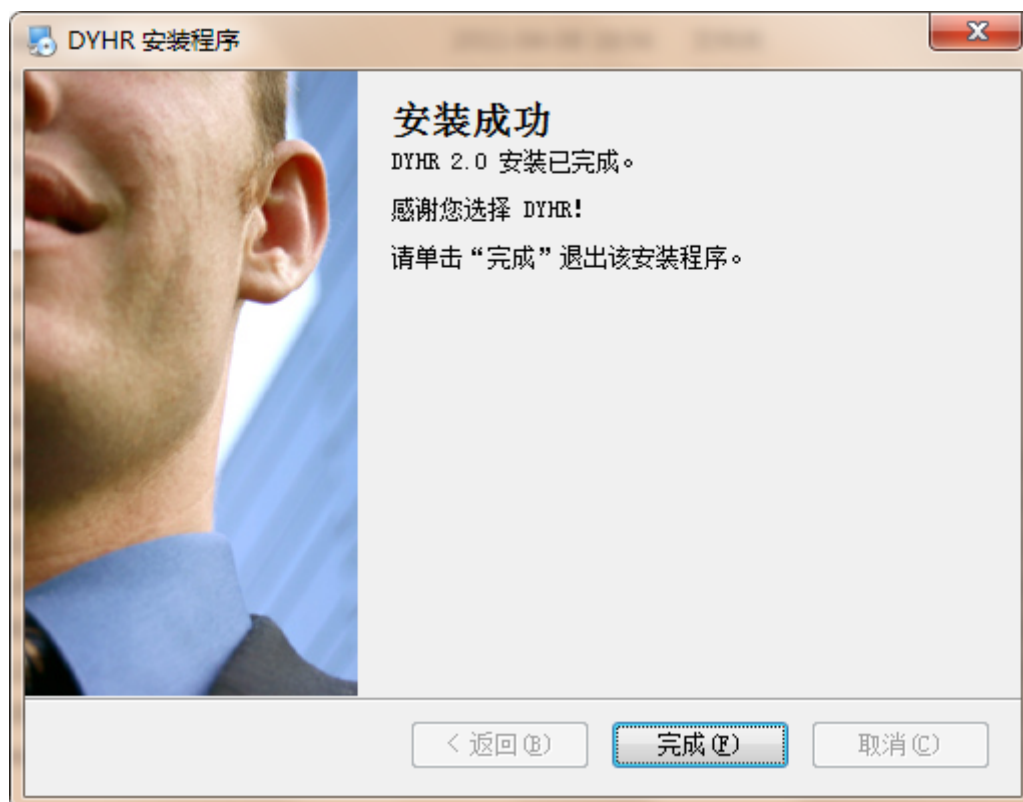 DYHR 安装程序
安装成功
DYHR 2.0 安装已完成。
感谢您选择 DYHR!
请单击“完成”退出该安装程序。
< 返回(B)
完成(F)
取消(C)